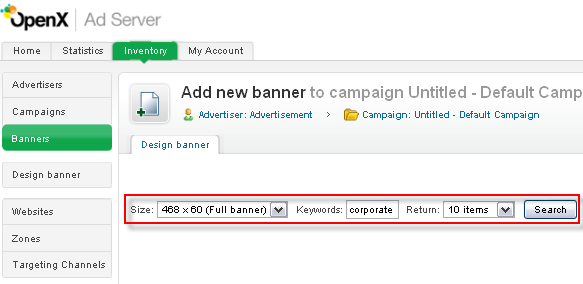 OpenX Ad Server
Home Statistics Inventory My Account
Advertisers
Campaigns
Banners
Design banner
Websites
Zones
Targeting Channels
Add new banner to campaign Untitled - Default Camp
Advertiser: Advertisement Campaign: Untitled - Default Campaign
Design banner
Size: 468 x 60 (Full banner) Keywords: corporate Return: 10 items Search